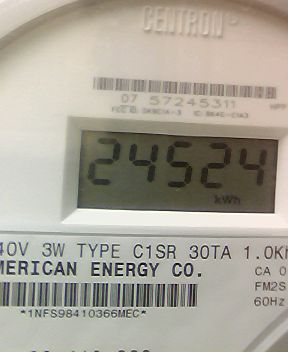 CENTRON
07 57245311
24524
kWh
40V 3W TYPE C1SR 30TA 1.0Kh
MERICAN ENERGY CO.
CA 0
FM2S
60Hz
*1NFS98410366MEC*